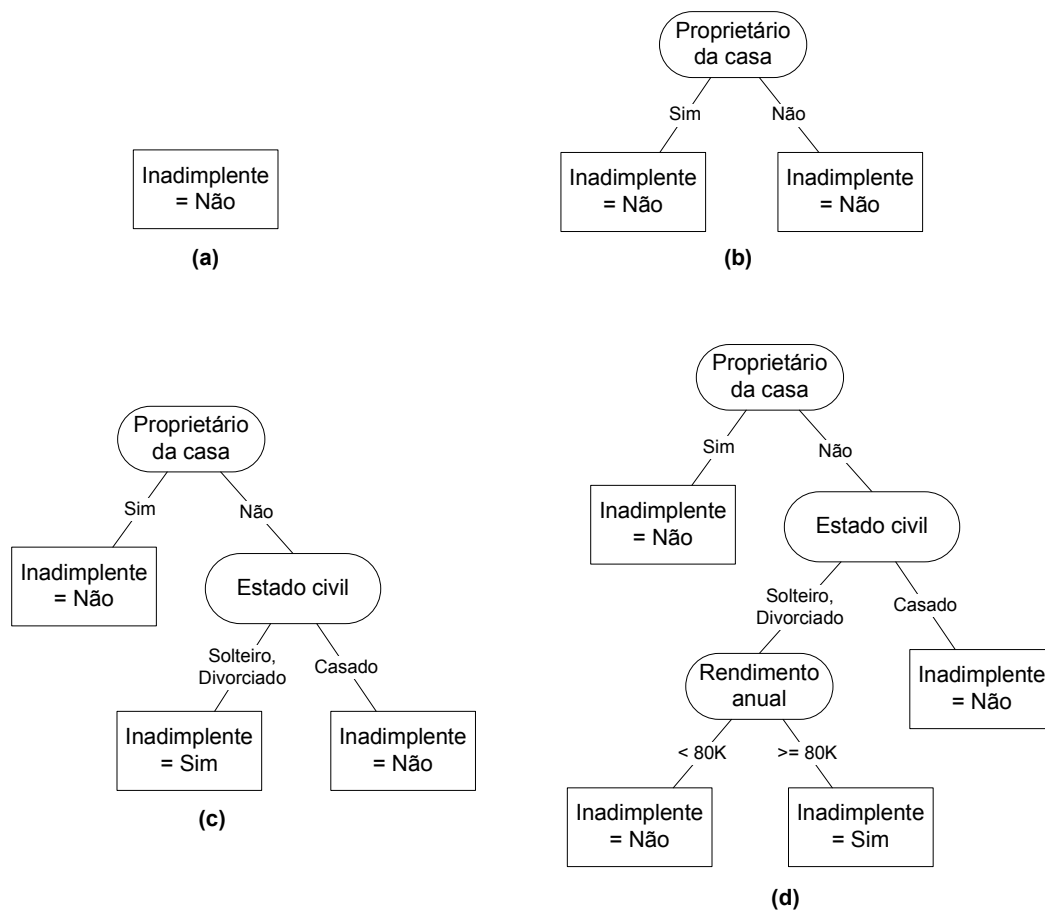 Inadimplente
= Não
(a)
Proprietário
da casa
Sim
Não
Inadimplente
= Não
Inadimplente
= Não
(b)
Proprietário
da casa
Sim
Não
Inadimplente
= Não
Estado civil
Solteiro,
Divorciado
Casado
Inadimplente
= Sim
Inadimplente
= Não
(c)
Proprietário
da casa
Sim
Não
Inadimplente
= Não
Estado civil
Solteiro,
Divorciado
Casado
Rendimento
anual
Inadimplente
= Não
< 80K
>= 80K
Inadimplente
= Não
Inadimplente
= Sim
(d)